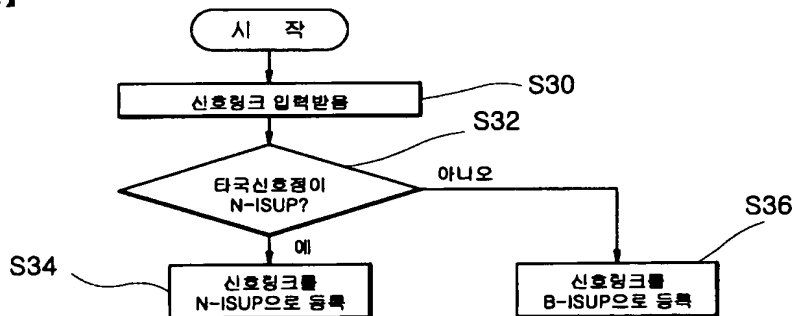 시 작
신호링크 입력받음
S30
S32
타국신호점이
N-ISUP?
아니오
예
S34
신호링크를
N-ISUP으로 등록
S36
신호링크를
B-ISUP으로 등록